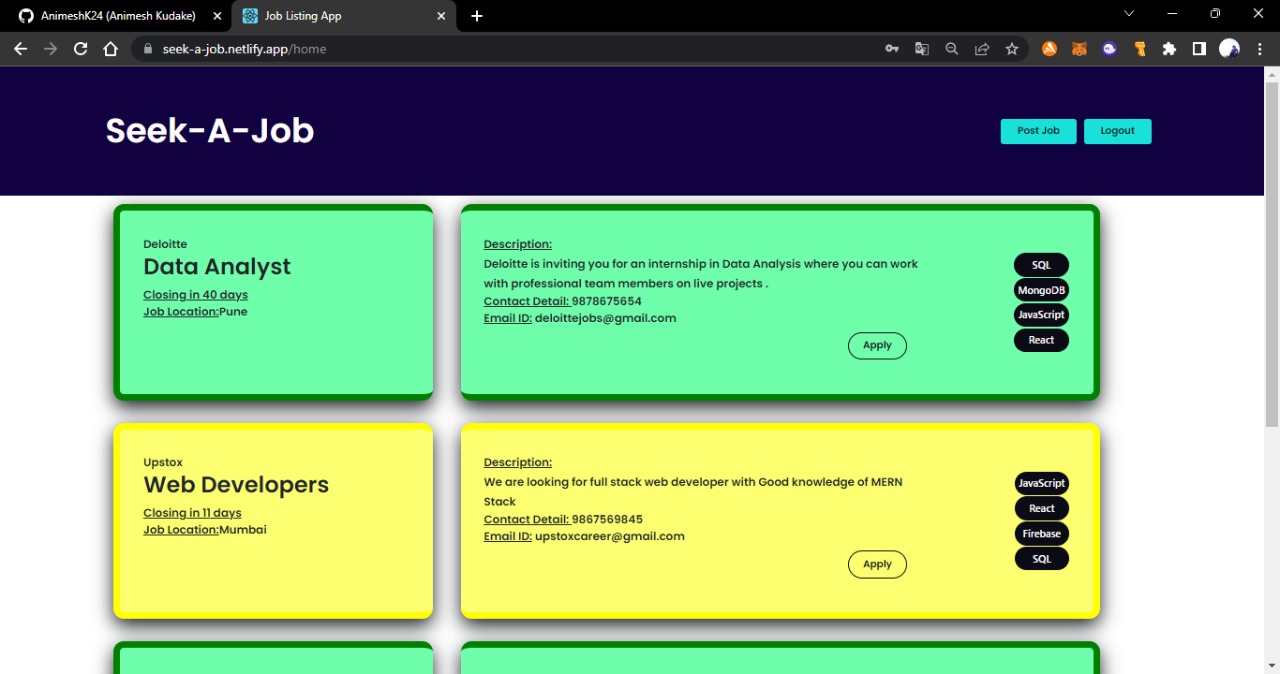 AnimeshK24 (Animesh Kudake)
Job Listing App
seek-a-job.netlify.app/home
Seek-A-Job
Post Job
Logout
Deloitte
Data Analyst
Closing in 40 days
Job Location:Pune
Description:
Deloitte is inviting you for an internship in Data Analysis where you can work
with professional team members on live projects .
Contact Detail: 9878675654
Email ID: deloittejobs@gmail.com
Apply
SQL
MongoDB
JavaScript
React
Upstox
Web Developers
Closing in 11 days
Job Location:Mumbai
Description:
We are looking for full stack web developer with Good knowledge of MERN
Stack
Contact Detail: 9867569845
Email ID: upstoxcareer@gmail.com
Apply
JavaScript
React
Firebase
SQL